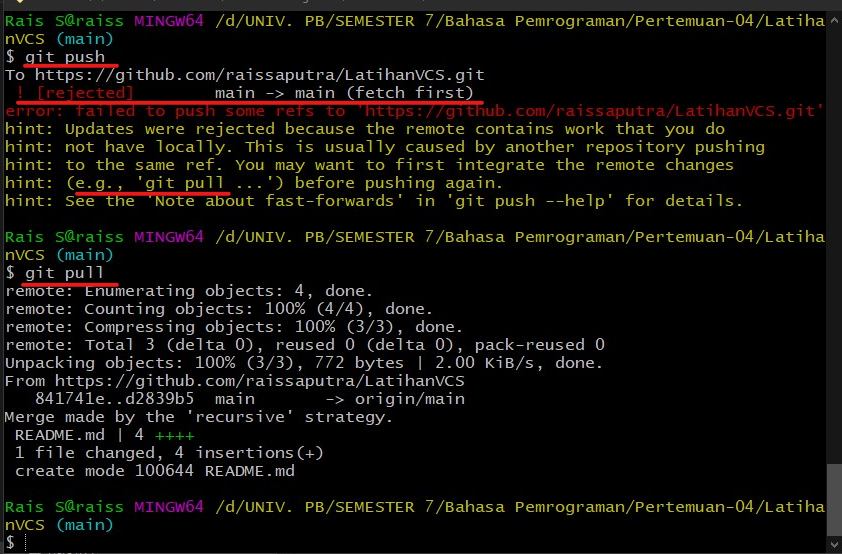 Rais S@raiss MINGW64 /d/UNIV. PB/SEMESTER 7/Bahasa Pemrograman/Pertemuan-04/Latiha
nVCS (main)
$ git push
To https://github.com/raissaputra/LatihanVCS.git
! [rejected]        main -> main (fetch first)
error: failed to push some refs to 'https://github.com/raissaputra/LatihanVCS.git'
hint: Updates were rejected because the remote contains work that you do
hint: not have locally. This is usually caused by another repository pushing
hint: to the same ref. You may want to first integrate the remote changes
hint: (e.g., 'git pull ...') before pushing again.
hint: See the 'Note about fast-forwards' in 'git push --help' for details.
Rais S@raiss MINGW64 /d/UNIV. PB/SEMESTER 7/Bahasa Pemrograman/Pertemuan-04/Latiha
nVCS (main)
$ git pull
remote: Enumerating objects: 4, done.
remote: Counting objects: 100% (4/4), done.
remote: Compressing objects: 100% (3/3), done.
remote: Total 3 (delta 0), reused 0 (delta 0), pack-reused 0
Unpacking objects: 100% (3/3), 772 bytes | 2.00 KiB/s, done.
From https://github.com/raissaputra/LatihanVCS
   841741e..d2839b5  main       -> origin/main
Merge made by the 'recursive' strategy.
 README.md | 4 ++++
 1 file changed, 4 insertions(+)
 create mode 100644 README.md
Rais S@raiss MINGW64 /d/UNIV. PB/SEMESTER 7/Bahasa Pemrograman/Pertemuan-04/Latiha
nVCS (main)
$